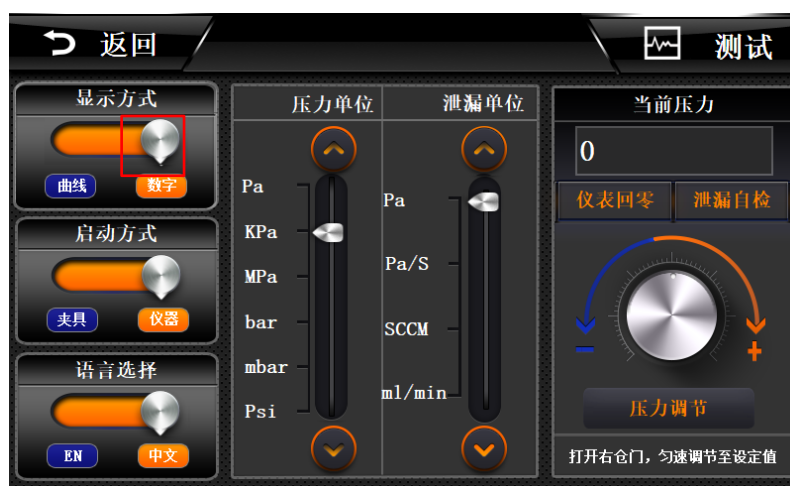 返回
测试
显示方式
曲线
数字
启动方式
夹具
仪器
语言选择
EN
中文
压力单位
Pa
KPa
MPa
bar
mbar
Psi
泄漏单位
Pa
Pa/S
SCCM
ml/min
当前压力
0
仪表回零
泄漏自检
压力调节
打开右仓门，匀速调节至设定值